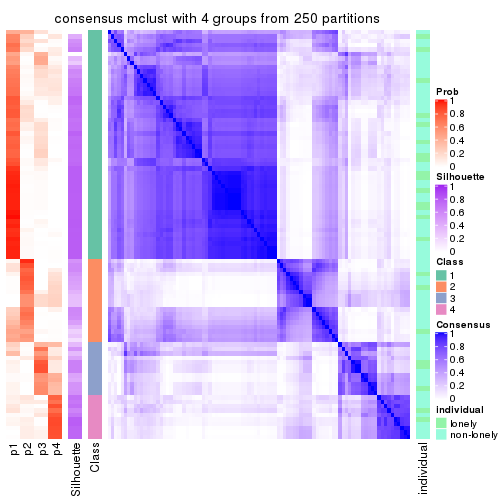 consensus mclust with 4 groups from 250 partitions
Prob
1
0.8
0.6
0.4
0.2
0
Silhouette
1
0.8
0.6
0.4
0.2
0
Class
1
2
3
4
Consensus
1
0.8
0.6
0.4
0.2
0
individual
lonely
non-lonely
p1
p2
p3
p4
Silhouette
Class
individual